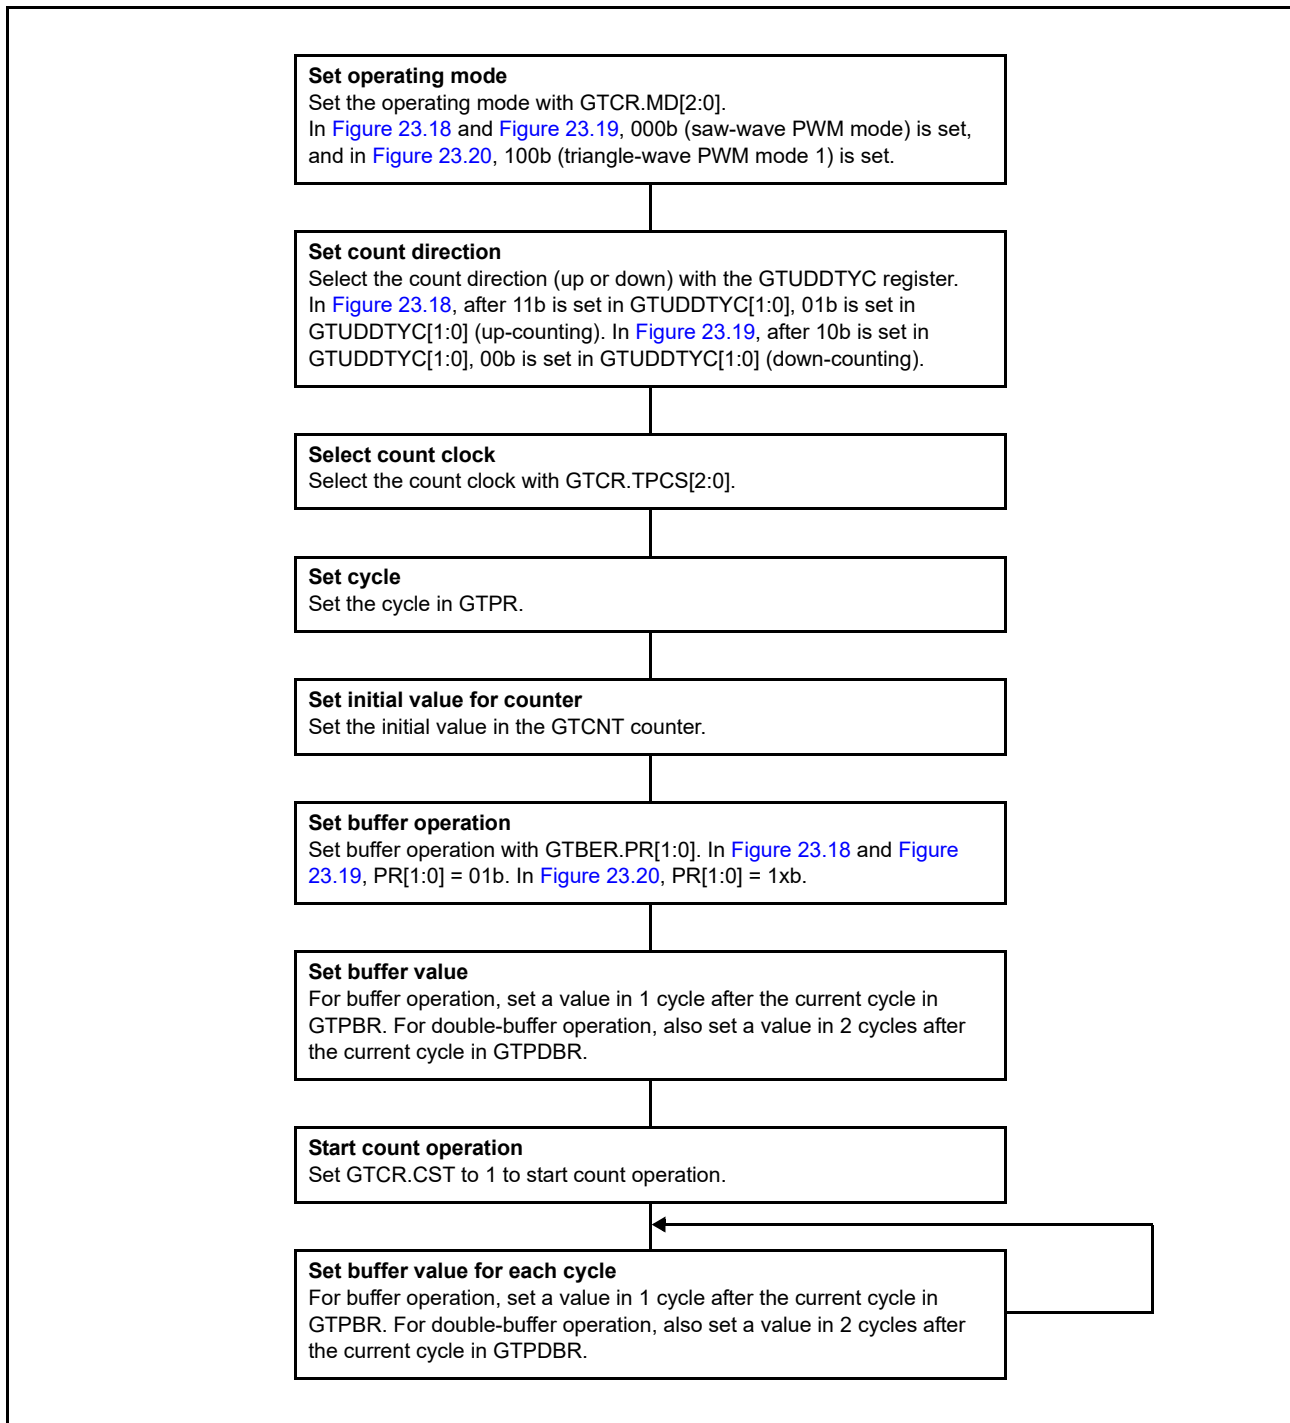 Set operating mode
Set the operating mode with GTCR.MD[2:0].
In Figure 23.18 and Figure 23.19, 000b (saw-wave PWM mode) is set,
and in Figure 23.20, 100b (triangle-wave PWM mode 1) is set.
Set count direction
Select the count direction (up or down) with the GTUDDTYC register.
In Figure 23.18, after 11b is set in GTUDDTYC[1:0], 01b is set in
GTUDDTYC[1:0] (up-counting). In Figure 23.19, after 10b is set in
GTUDDTYC[1:0], 00b is set in GTUDDTYC[1:0] (down-counting).
Select count clock
Select the count clock with GTCR.TPCS[2:0].
Set cycle
Set the cycle in GTPR.
Set initial value for counter
Set the initial value in the GTCNT counter.
Set buffer operation
Set buffer operation with GTBER.PR[1:0]. In Figure 23.18 and Figure
23.19, PR[1:0] = 01b. In Figure 23.20, PR[1:0] = 1xb.
Set buffer value
For buffer operation, set a value in 1 cycle after the current cycle in
GTPBR. For double-buffer operation, also set a value in 2 cycles after
the current cycle in GTPDBR.
Start count operation
Set GTCR.CST to 1 to start count operation.
Set buffer value for each cycle
For buffer operation, set a value in 1 cycle after the current cycle in
GTPBR. For double-buffer operation, also set a value in 2 cycles after
the current cycle in GTPDBR.